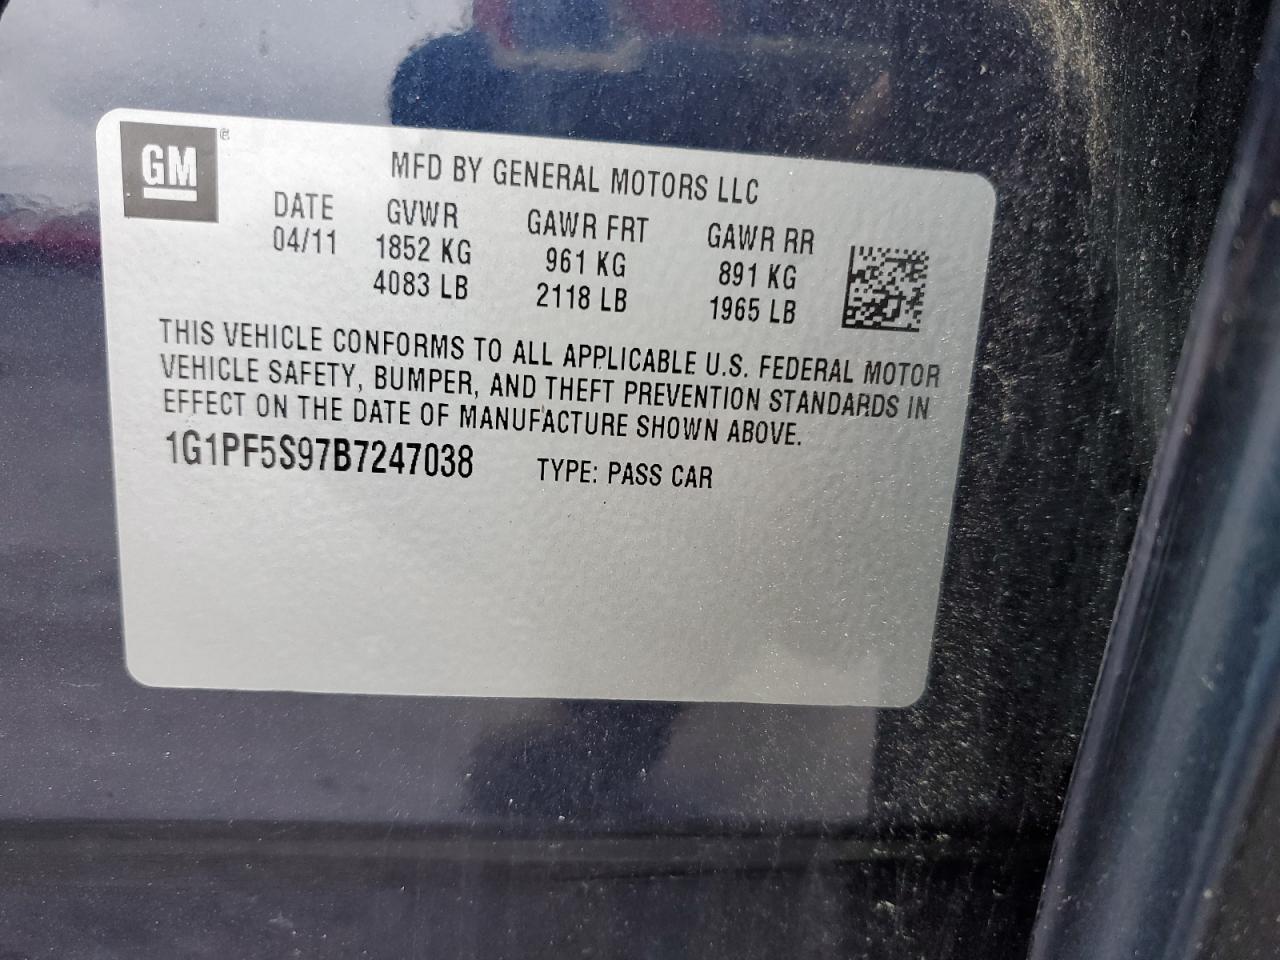 GM®
MFD BY GENERAL MOTORS LLC
DATE GVWR GAWR FRT GAWR RR
04/11 1852 KG 961 KG 891 KG
4083 LB 2118 LB 1965 LB
THIS VEHICLE CONFORMS TO ALL APPLICABLE U.S. FEDERAL MOTOR
VEHICLE SAFETY, BUMPER, AND THEFT PREVENTION STANDARDS IN
EFFECT ON THE DATE OF MANUFACTURE SHOWN ABOVE.
1G1PF5S97B7247038 TYPE: PASS CAR